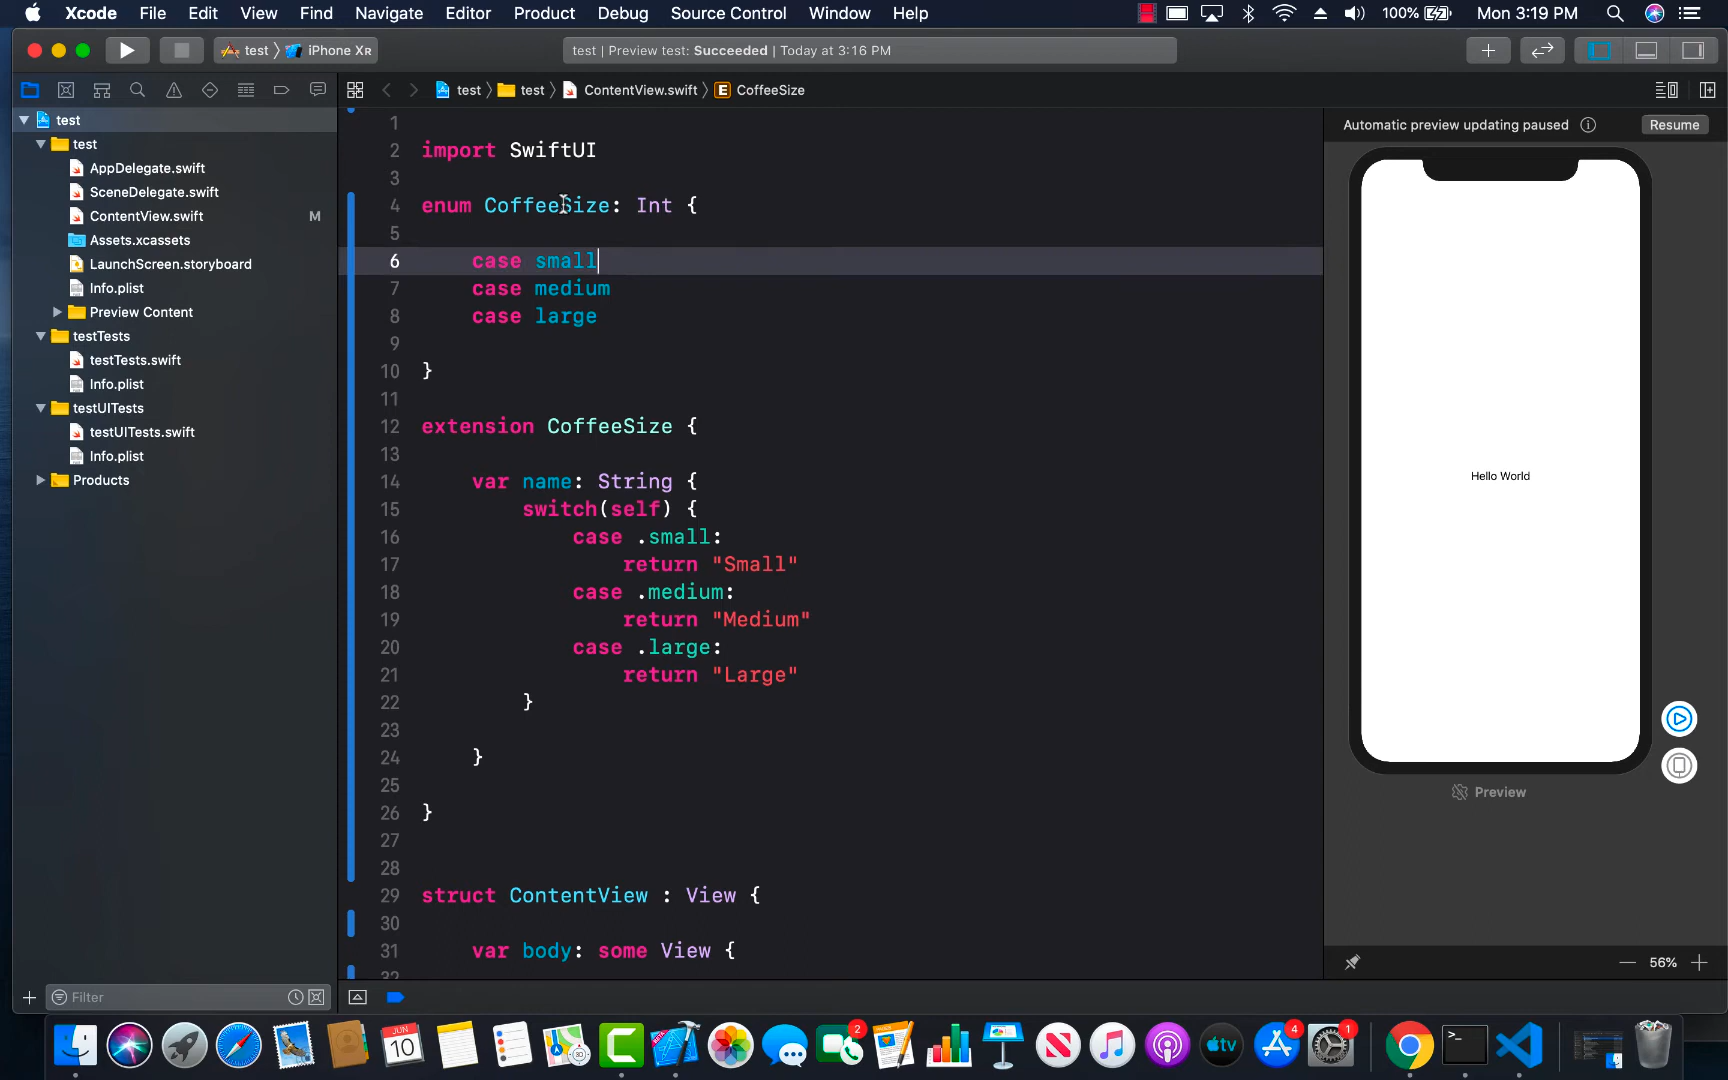 Xcode File Edit View Find Navigate Editor Product Debug Source Control Window Help 100% Mon 3:19 PM
test iPhone XR test | Preview test: Succeeded | Today at 3:16 PM
test test ContentView.swift E CoffeeSize
test
test
AppDelegate.swift
SceneDelegate.swift
ContentView.swift M
Assets.xcassets
LaunchScreen.storyboard
Info.plist
Preview Content
testTests
testTests.swift
Info.plist
testUITests
testUITests.swift
Info.plist
Products
Filter
1
2 import SwiftUI
3
4 enum CoffeeSize: Int {
5
6 case small
7 case medium
8 case large
9
10 }
11
12 extension CoffeeSize {
13
14 var name: String {
15 switch(self) {
16 case .small:
17 return "Small"
18 case .medium:
19 return "Medium"
20 case .large:
21 return "Large"
22 }
23
24 }
25
26 }
27
28
29 struct ContentView : View {
30
31 var body: some View {
32
Automatic preview updating paused Resume
Hello World
Preview
56%
JUN
10
2
tv
4
1